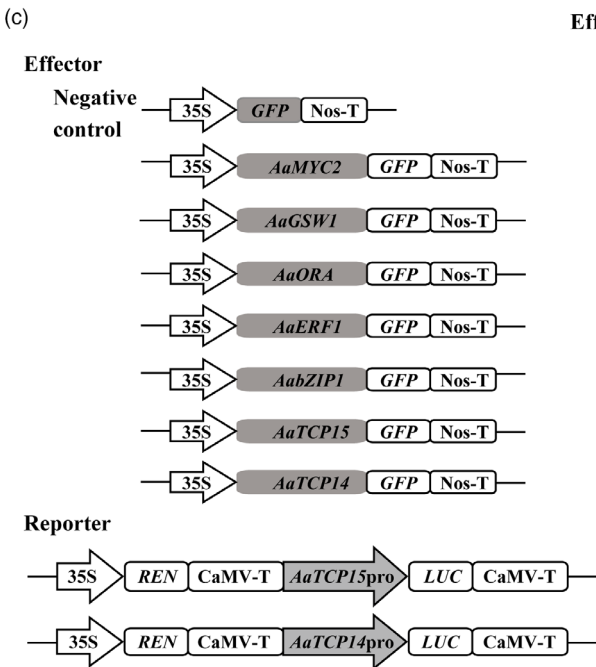 (c)
Eff
Effector
Negative control
35S GFP Nos-T
35S AaMYC2 GFP Nos-T
35S AaGSW1 GFP Nos-T
35S AaORA GFP Nos-T
35S AaERF1 GFP Nos-T
35S AabZIP1 GFP Nos-T
35S AaTCP15 GFP Nos-T
35S AaTCP14 GFP Nos-T
Reporter
35S REN CaMV-T AaTCP15pro LUC CaMV-T
35S REN CaMV-T AaTCP14pro LUC CaMV-T